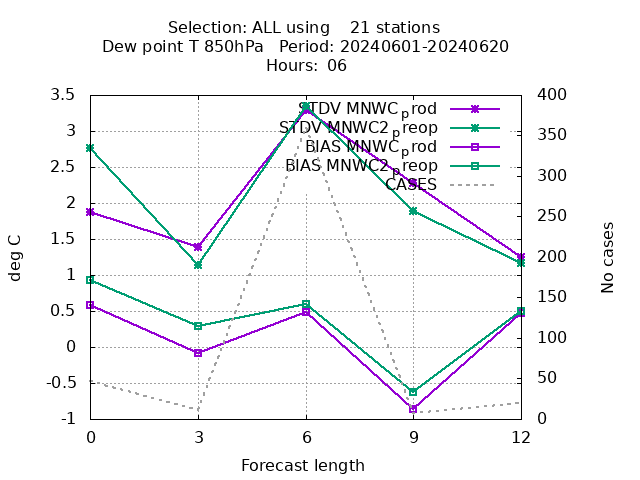 Selection: ALL using 21 stations
Dew point T 850hPa Period: 20240601-20240620
Hours: 06
3.5
3
2.5
2
1.5
1
0.5
0
-0.5
-1
400
350
300
250
200
150
100
50
0
deg C
No cases
STDV MNWC_prod
STDV MNWC2_preop
BIAS MNWC_prod
BIAS MNWC2_preop
CASES
0 3 6 9 12
Forecast length